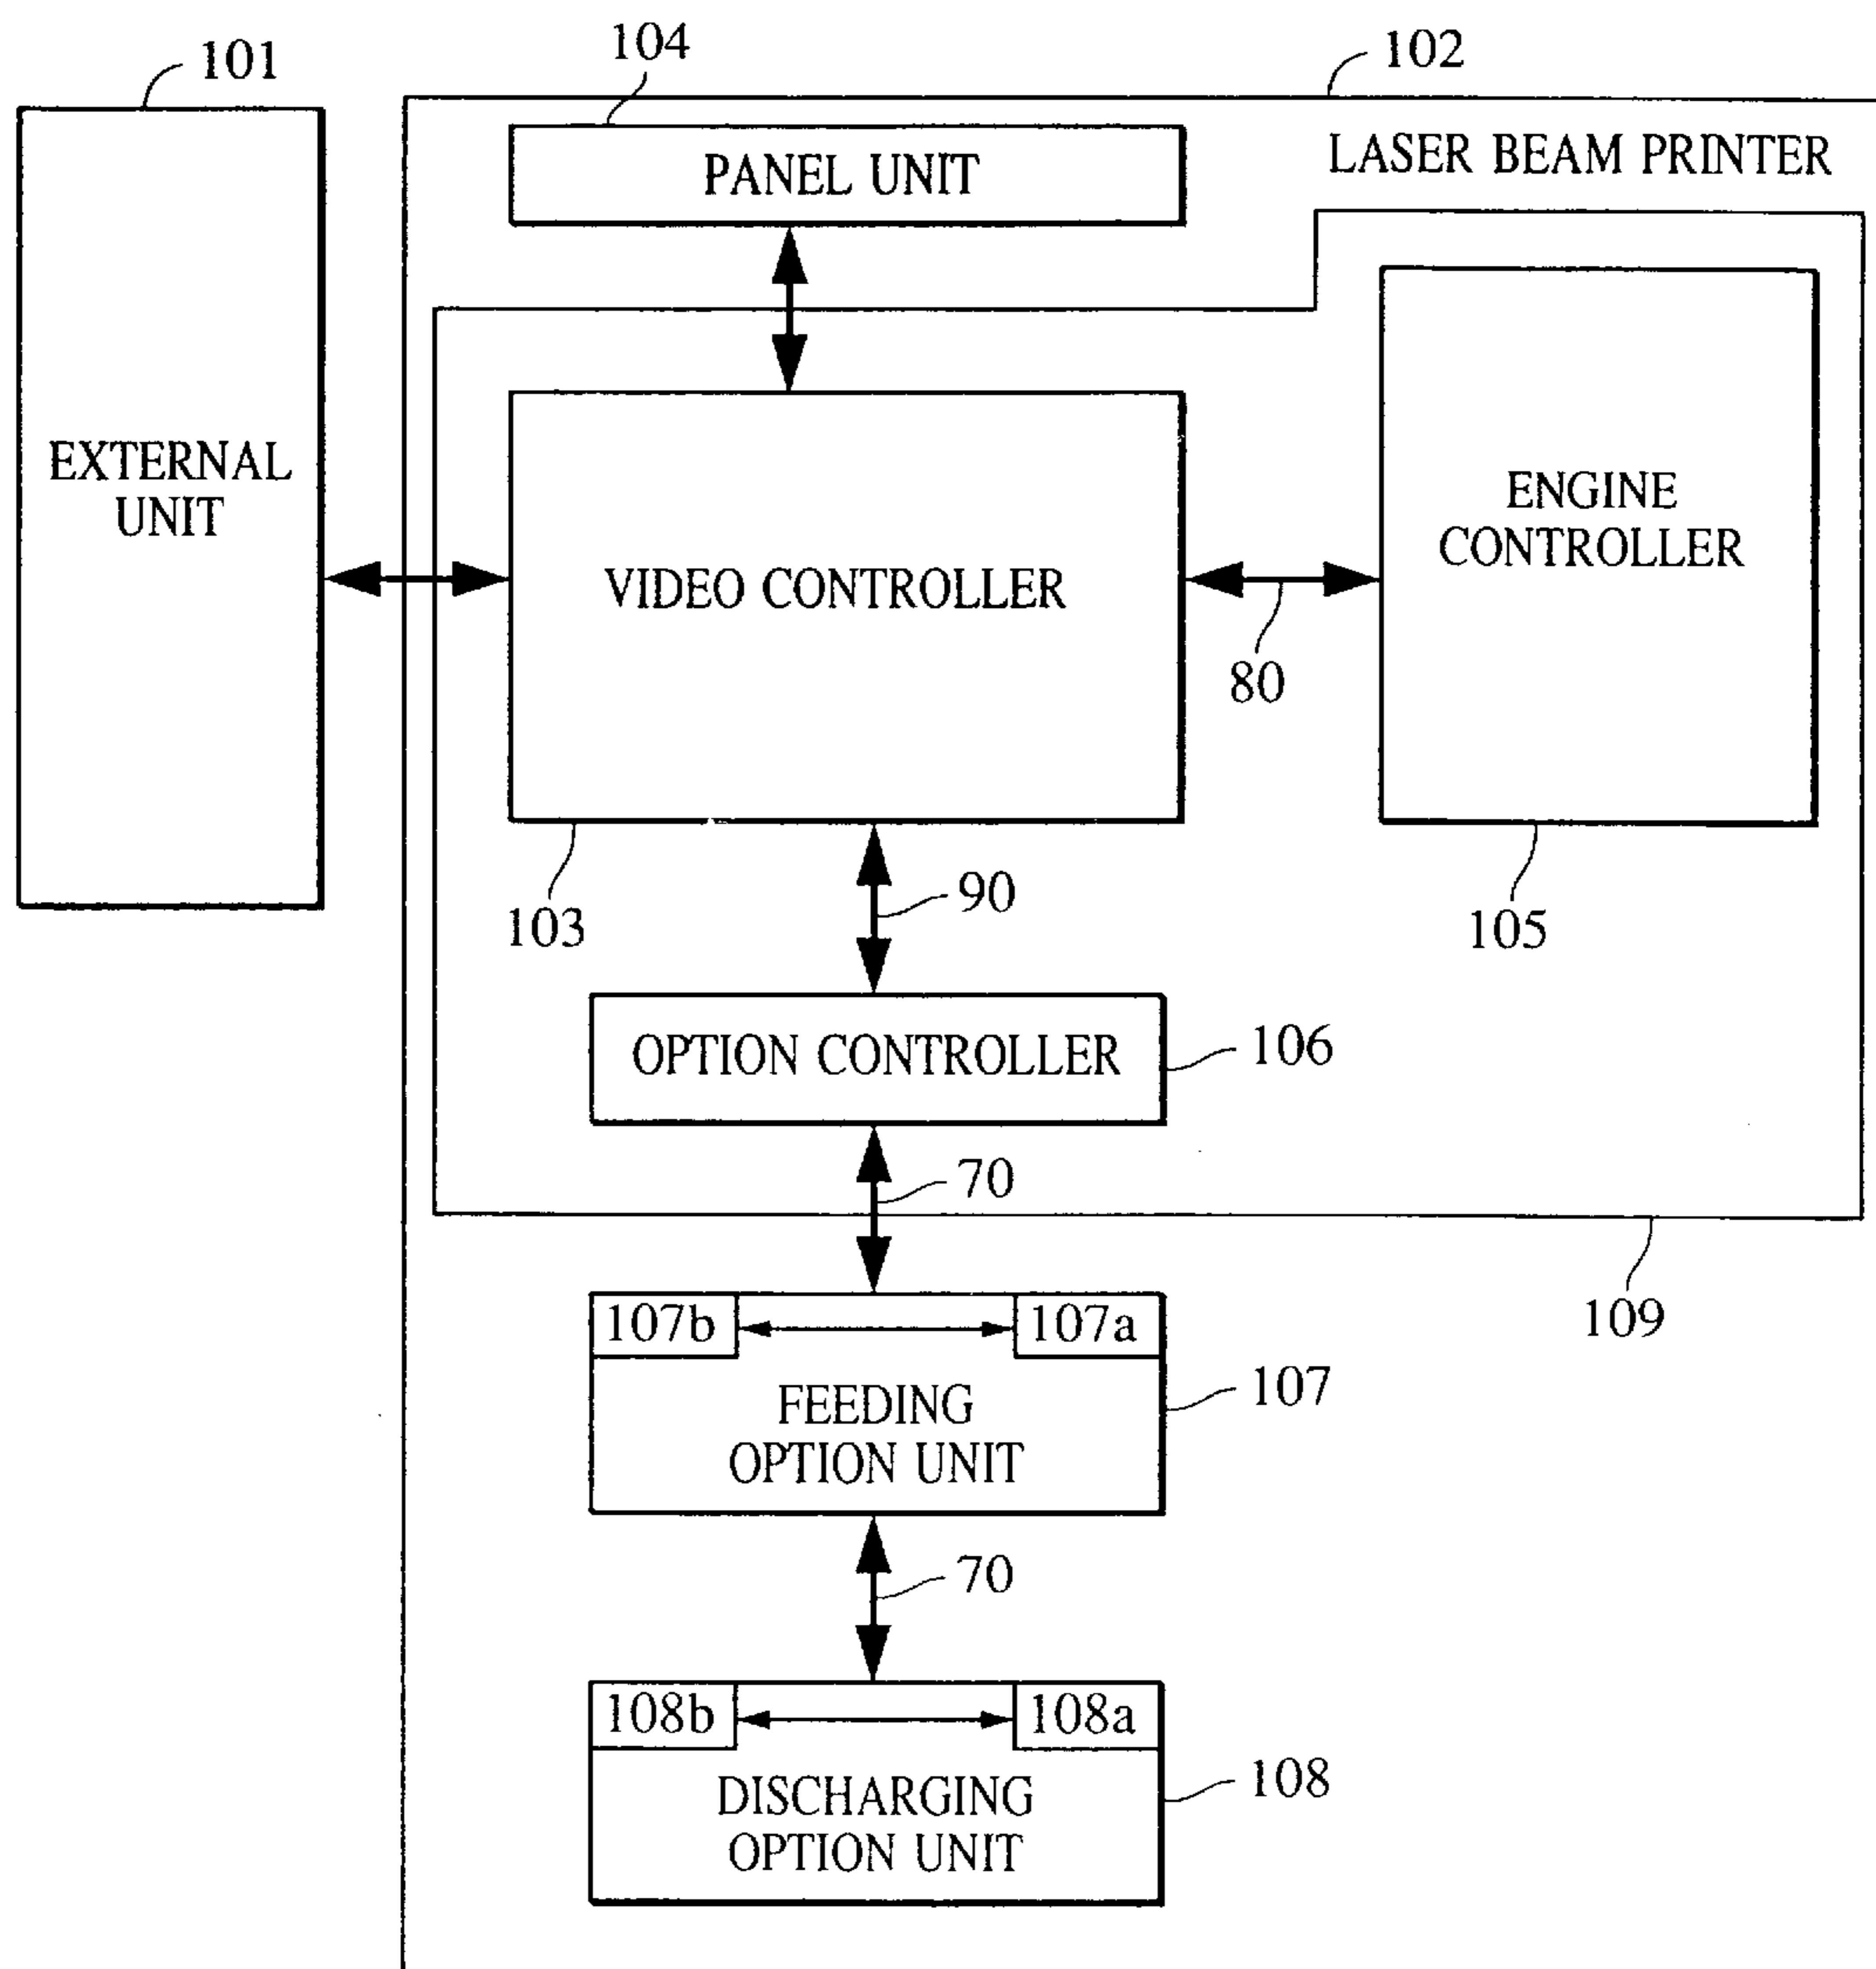 101
104
102
LASER BEAM PRINTER
PANEL UNIT
EXTERNAL
UNIT
ENGINE
CONTROLLER
VIDEO CONTROLLER
80
103
90
105
OPTION CONTROLLER
106
70
109
107b
107a
107
FEEDING
OPTION UNIT
70
108b
108a
108
DISCHARGING
OPTION UNIT